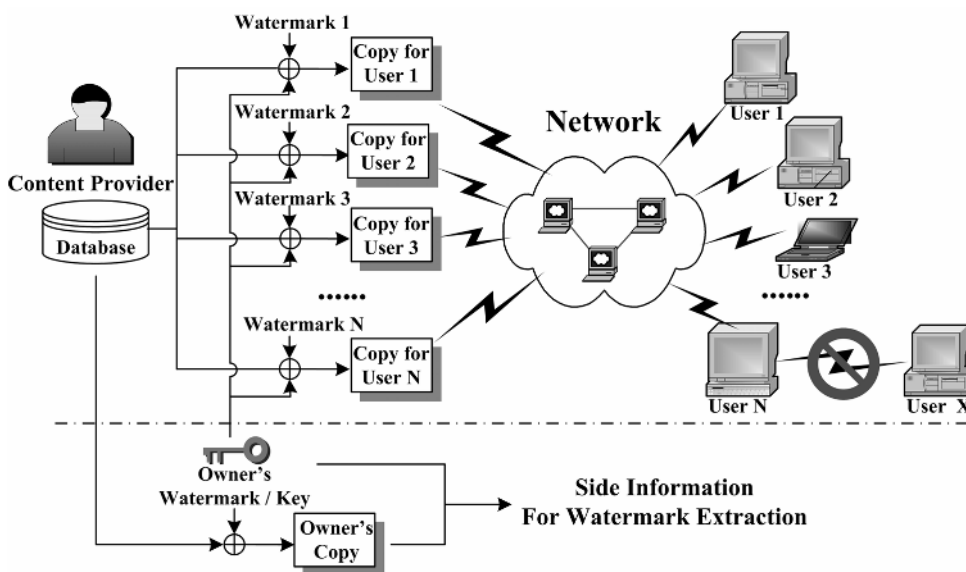 Watermark 1
Copy for
User 1
Watermark 2
Copy for
User 2
Watermark 3
Copy for
User 3
......
Watermark N
Copy for
User N
Content Provider
Database
Network
User 1
User 2
User 3
......
User N
User X
Owner's
Watermark / Key
Owner's
Copy
Side Information
For Watermark Extraction